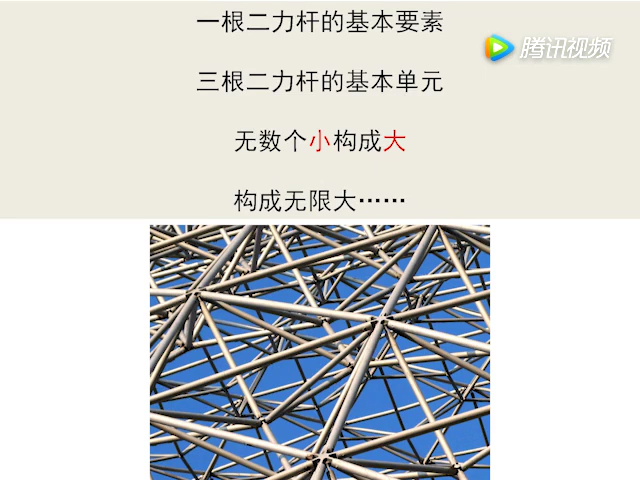 一根二力杆的基本要素
腾讯视频
三根二力杆的基本单元
无数个小构成大
构成无限大……